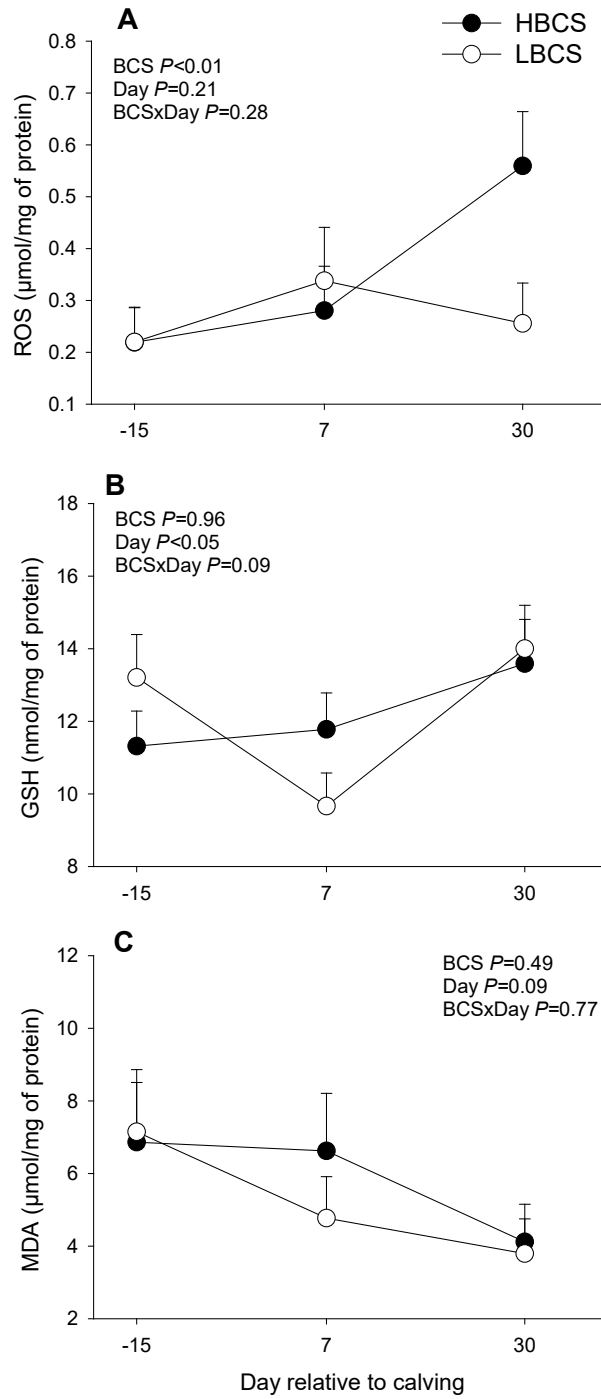 A
HBCS
LBCS
BCS P<0.01
Day P=0.21
BCSxDay P=0.28
ROS (µmol/mg of protein)
0.8
0.7
0.6
0.5
0.4
0.3
0.2
0.1
-15 7 30
B
BCS P=0.96
Day P<0.05
BCSxDay P=0.09
GSH (nmol/mg of protein)
18
16
14
12
10
8
-15 7 30
C
BCS P=0.49
Day P=0.09
BCSxDay P=0.77
MDA (µmol/mg of protein)
12
10
8
6
4
2
-15 7 30
Day relative to calving